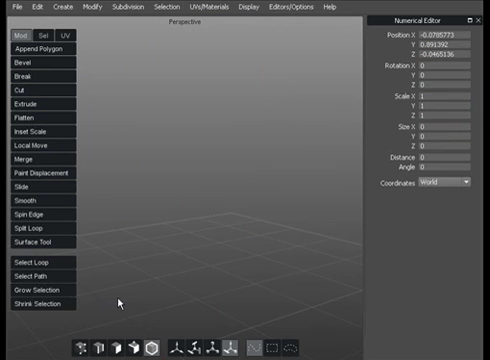 File Edit Create Modify Subdivision Selection UVs/Materials Display Editors/Options Help
Perspective
Numerical Editor
Mod Sel UV
Append Polygon
Bevel
Break
Cut
Extrude
Flatten
Inset Scale
Local Move
Merge
Paint Displacement
Slide
Smooth
Spin Edge
Split Loop
Surface Tool
Select Loop
Select Path
Grow Selection
Shrink Selection
Position X -0.0785773
Y 0.891392
Z -0.0465136
Rotation X 0
Y 0
Z 0
Scale X 1
Y 1
Z 1
Size X 0
Y 0
Z 0
Distance 0
Angle 0
Coordinates World